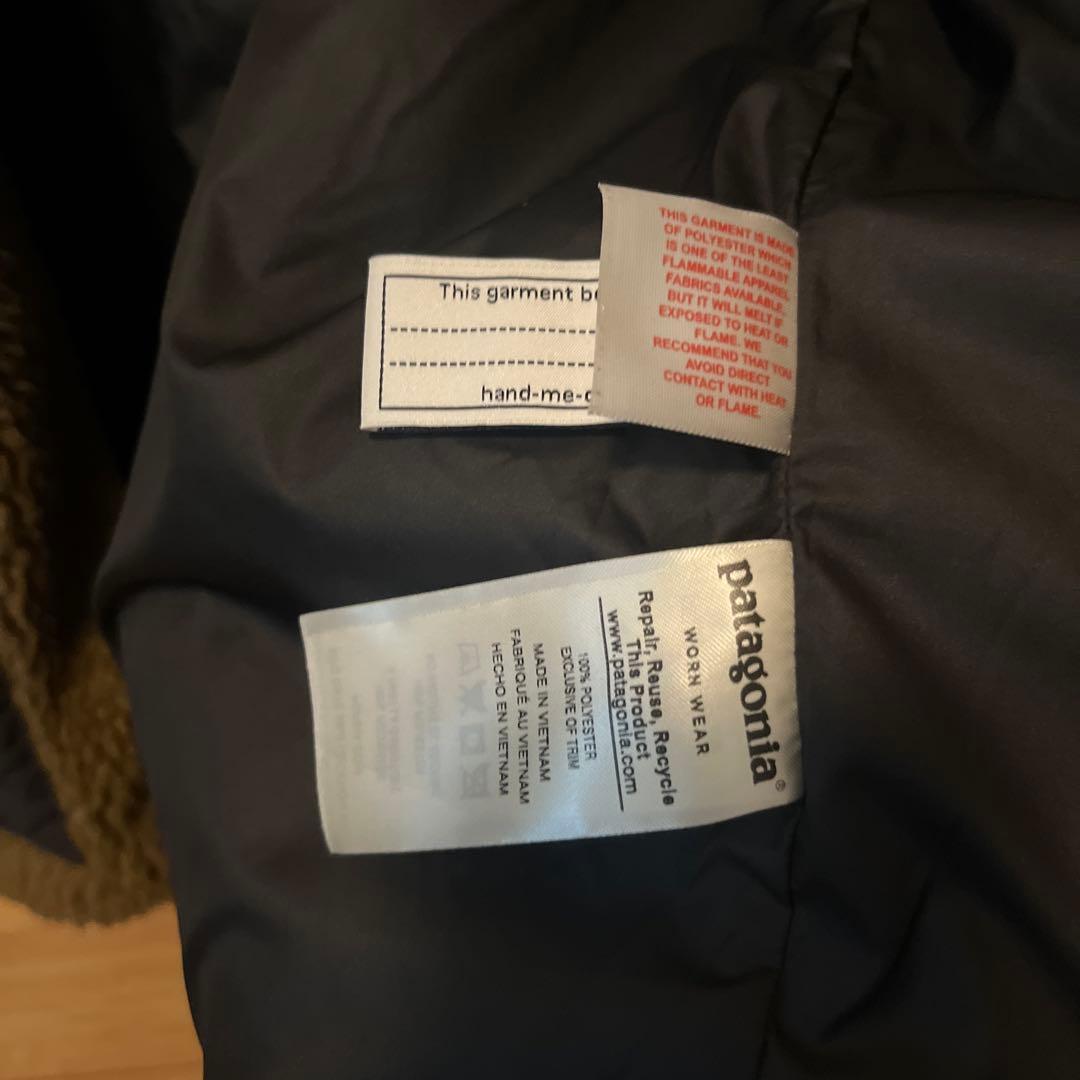 This garment b
hand-me-
THIS GARMENT IS MADE
OF POLYESTER WHICH
IS ONE OF THE LEAST
FLAMMABLE APPAREL
FABRICS AVAILABLE,
BUT IT WILL MELT IF
EXPOSED TO HEAT OR
FLAME. WE
RECOMMEND THAT YOU
AVOID DIRECT
CONTACT WITH HEAT
OR FLAME.
patagonia®
WORN WEAR
Repair, Reuse, Recycle
This Product
www.patagonia.com
100% POLYESTER
EXCLUSIVE OF TRIM
MADE IN VIETNAM
FABRIQUÉ AU VIETNAM
HECHO EN VIETNAM